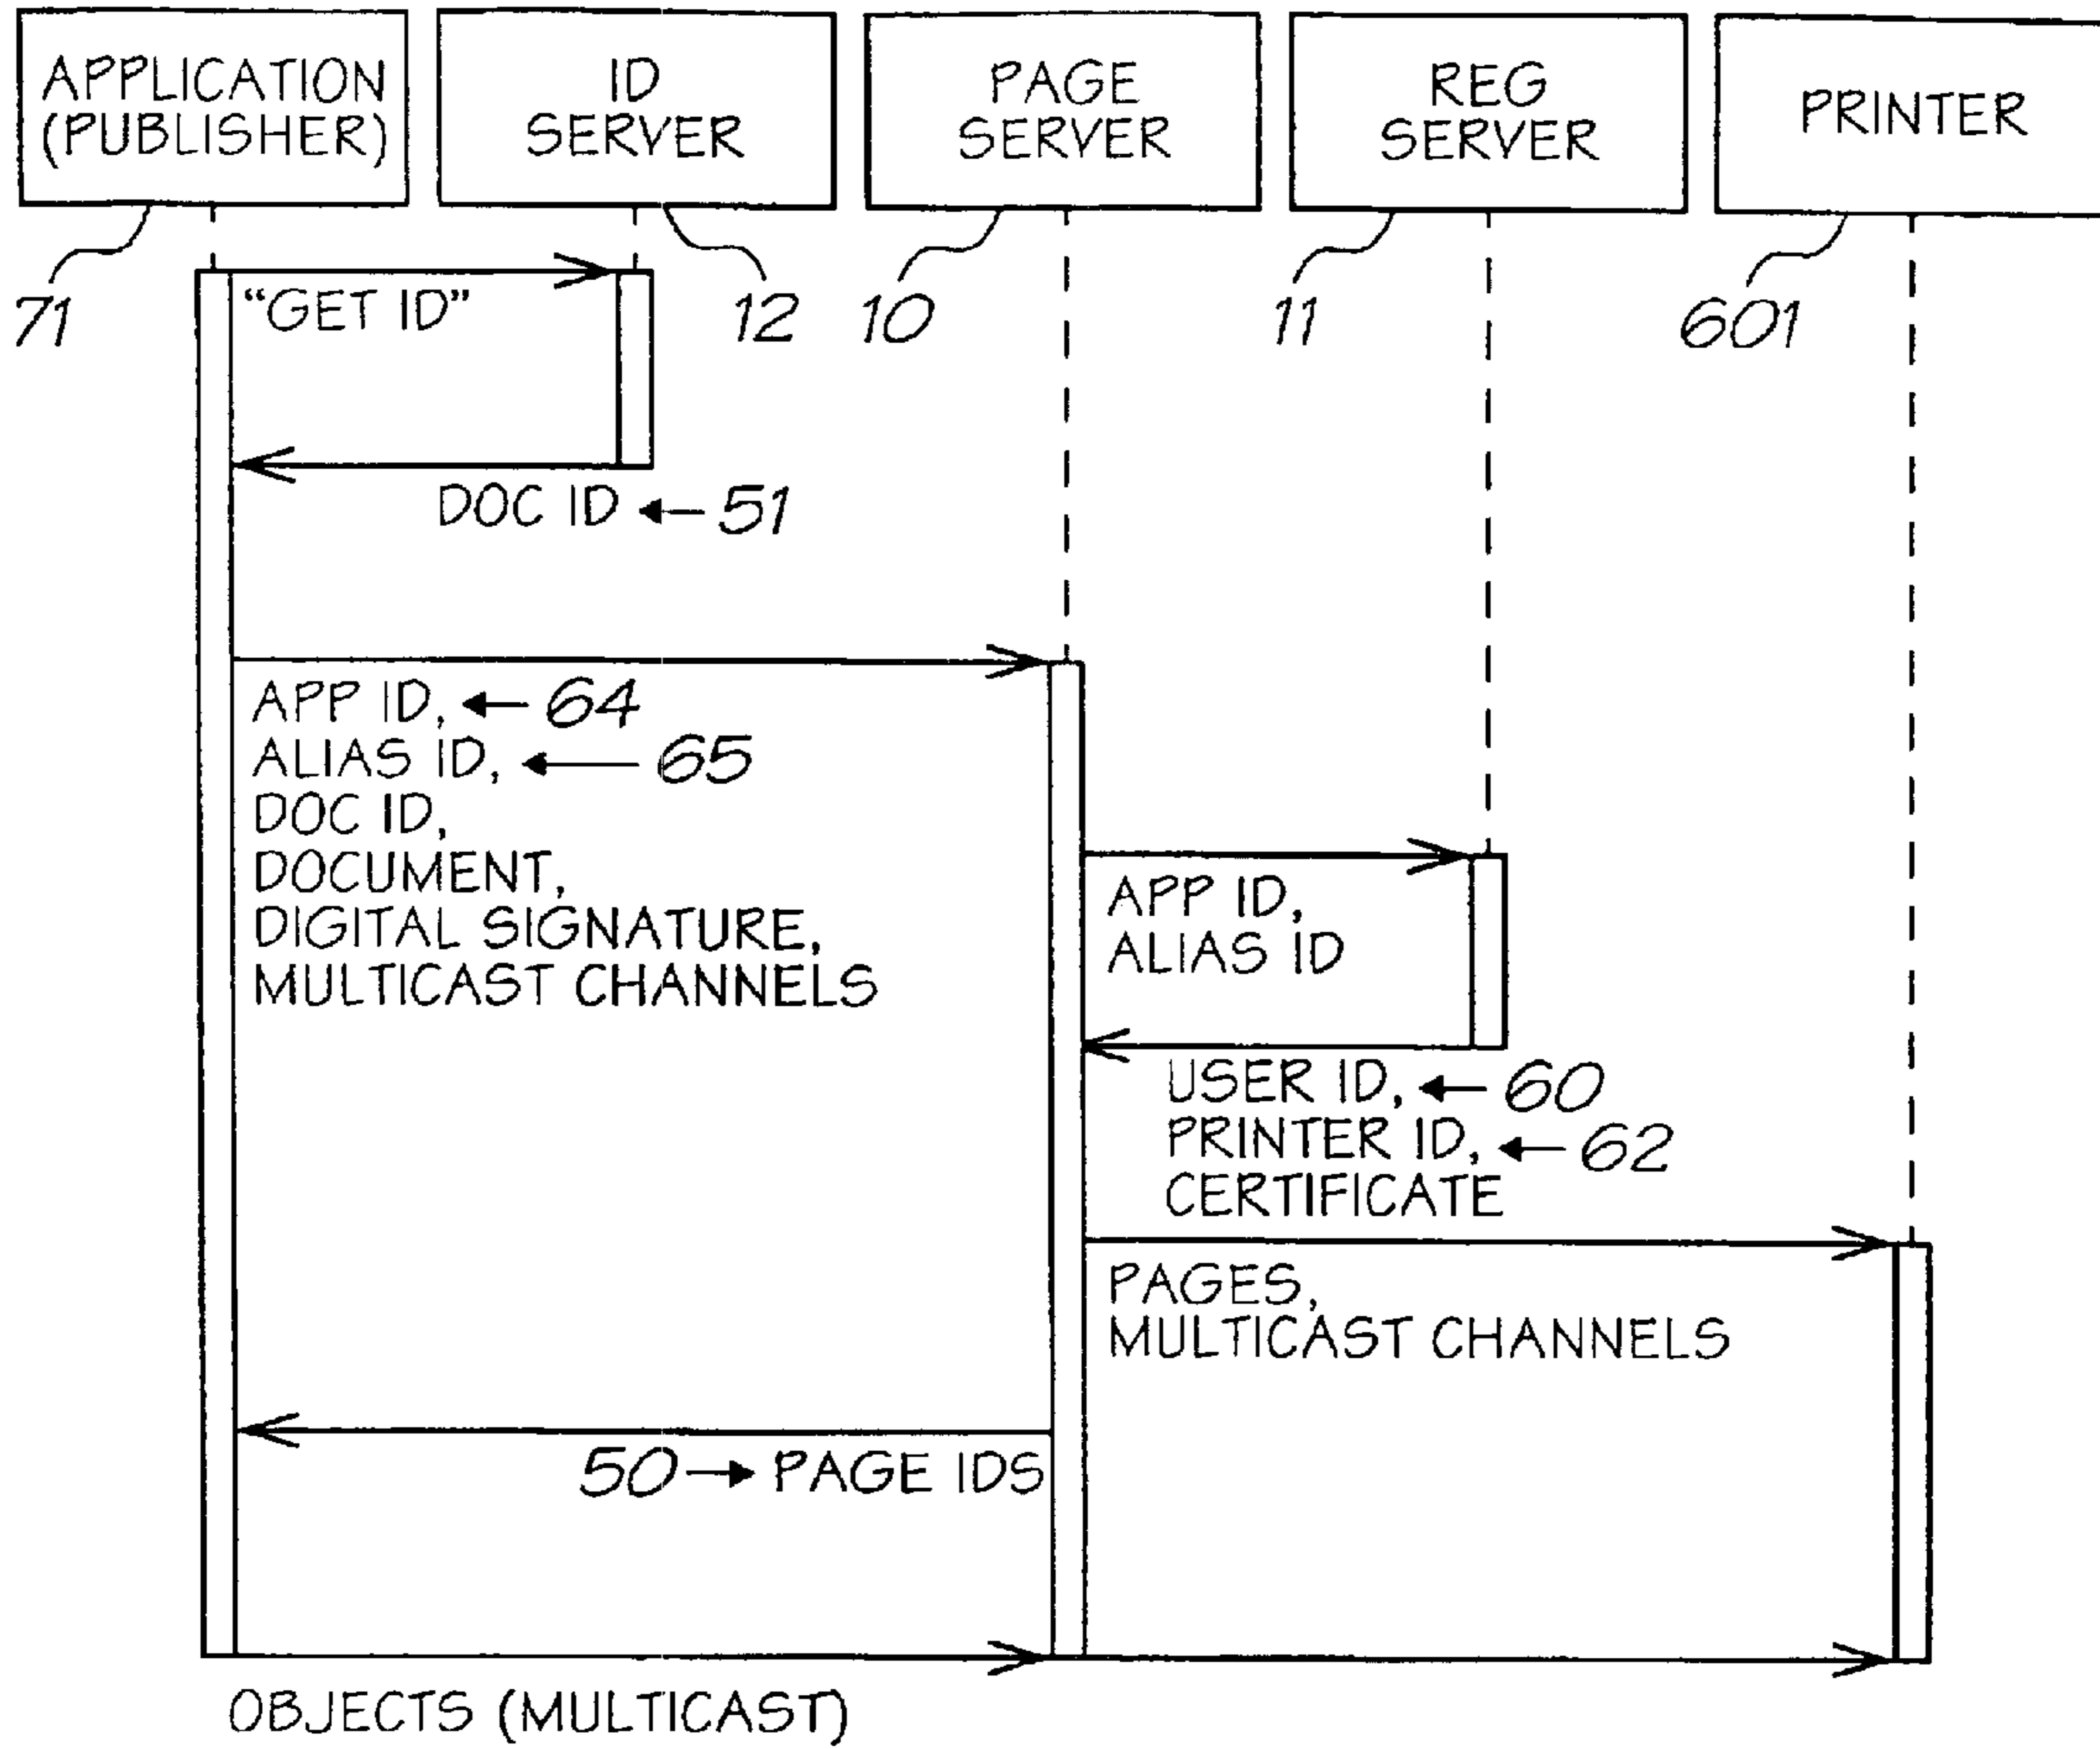 APPLICATION
(PUBLISHER)
ID
SERVER
PAGE
SERVER
REG
SERVER
PRINTER
71
12
10
11
601
"GET ID"
DOC ID 51
APP ID, 64
ALIAS ID, 65
DOC ID,
DOCUMENT,
DIGITAL SIGNATURE,
MULTICAST CHANNELS
APP ID,
ALIAS ID
USER ID, 60
PRINTER ID, 62
CERTIFICATE
PAGES,
MULTICAST CHANNELS
50 PAGE IDS
OBJECTS (MULTICAST)